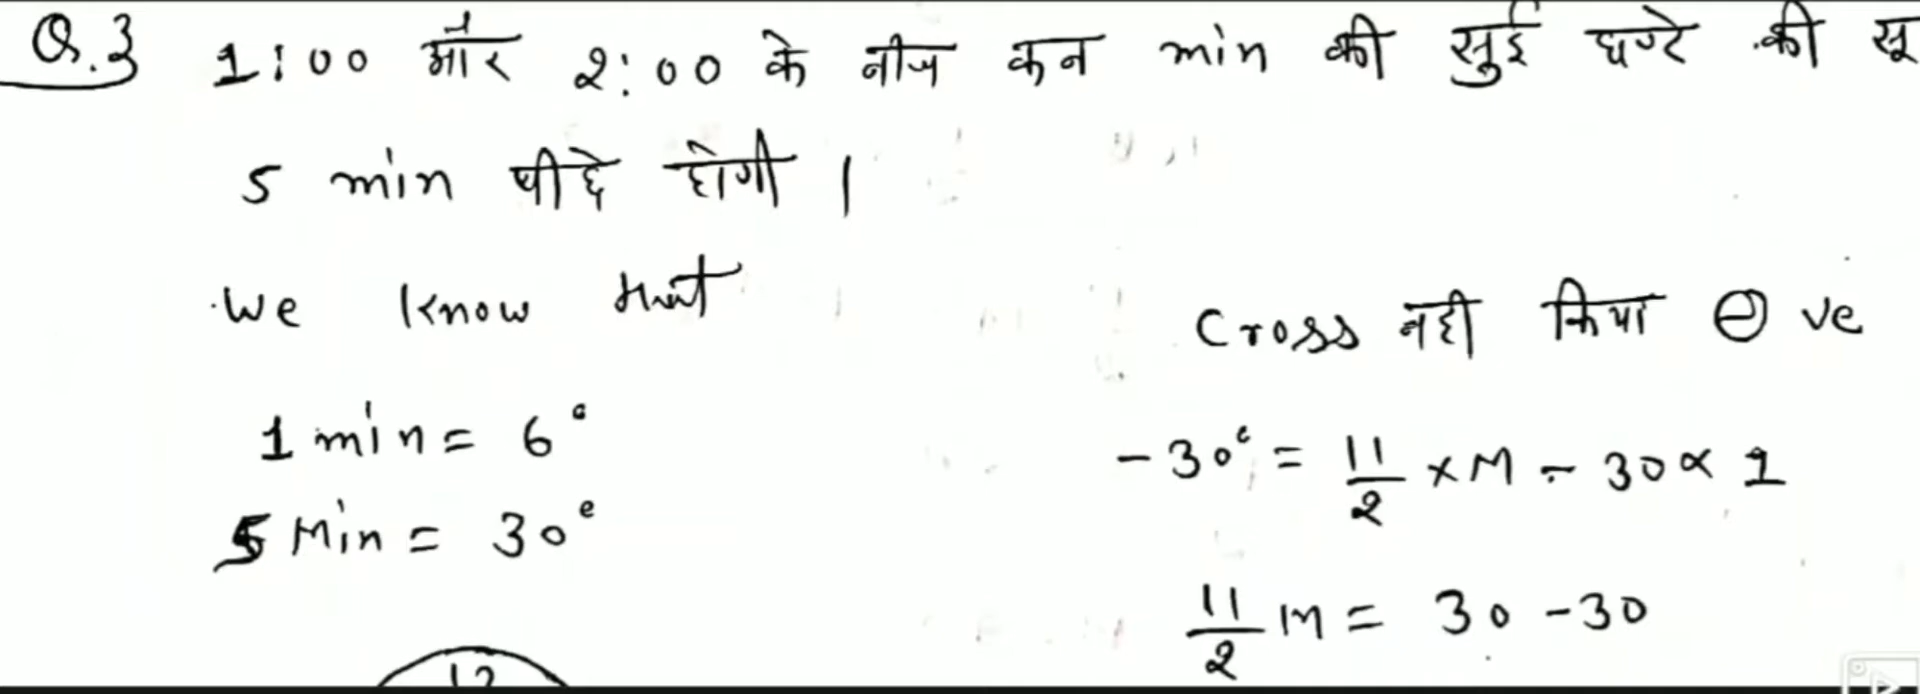 Q.3 1:00 और 2:00 के बीच कब min की सुई घण्टे की सू
5 min पीछे होगी ।
We know that
Cross नही किया ⊖ ve
1 min = 6°
5 Min = 30°
-30° = 11/2 × M - 30 × 1
11/2 M = 30 - 30
12